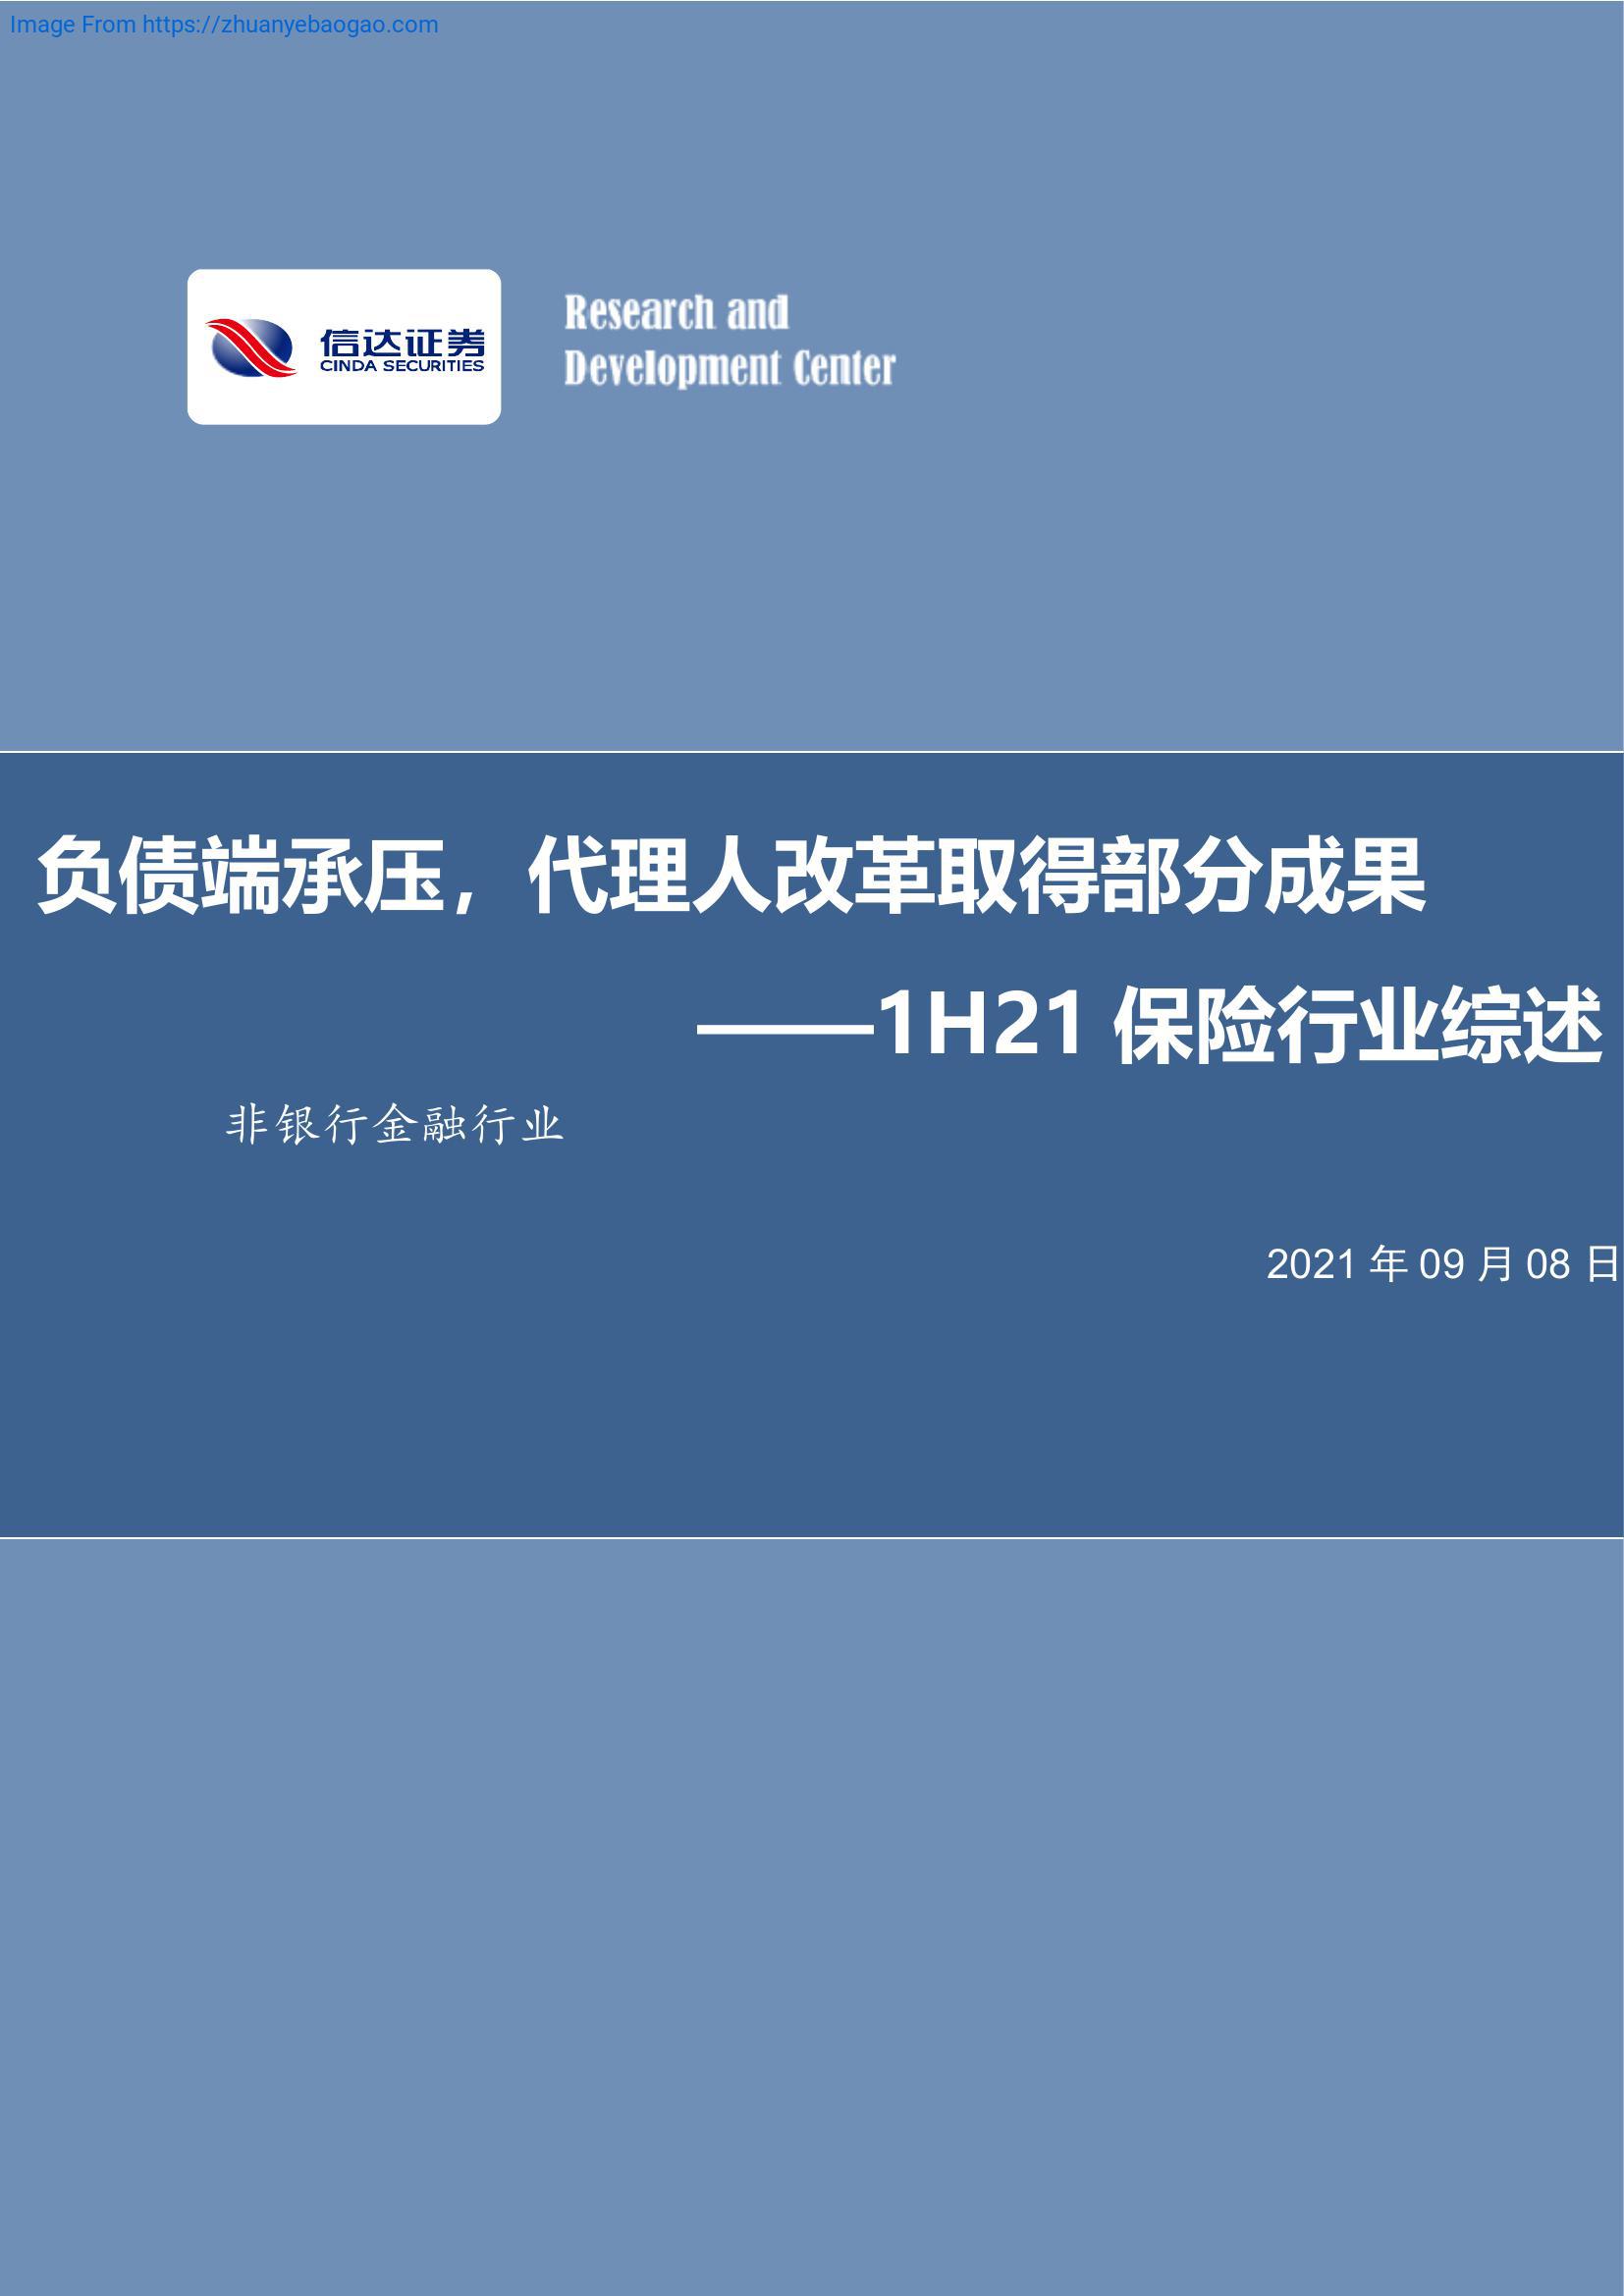 Image From https://zhuanyebaogao.com
信达证券
CINDA SECURITIES
Research and
Development Center
负债端承压，代理人改革取得部分成果
——1H21 保险行业综述
非银行金融行业
2021 年 09 月 08 日